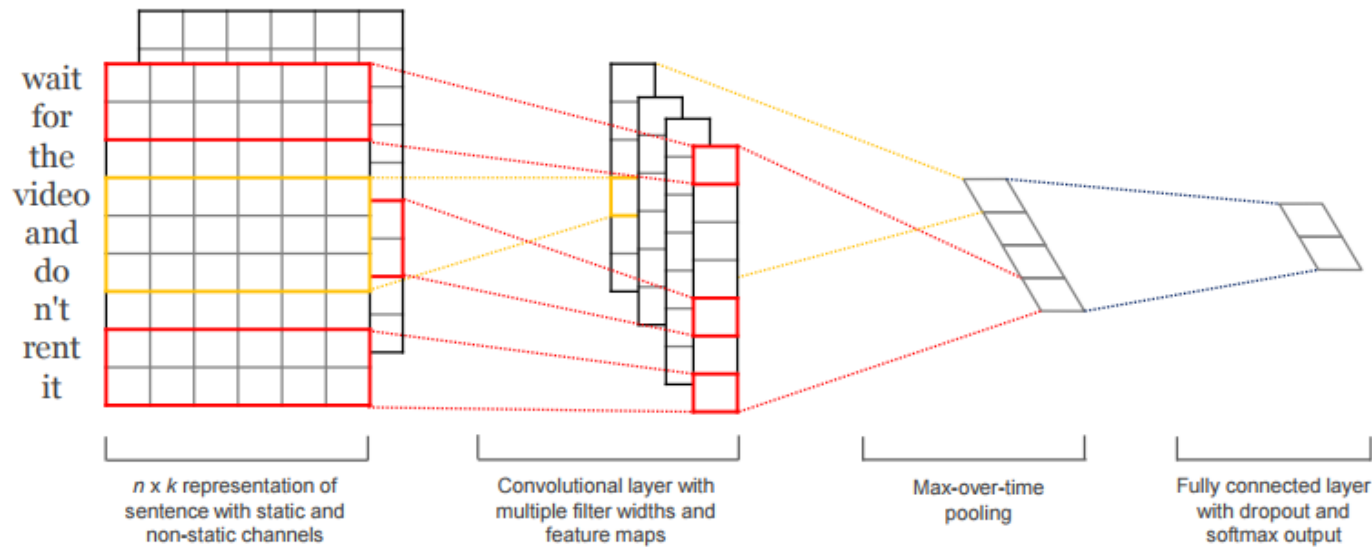 wait
for
the
video
and
do
n't
rent
it
n x k representation of
sentence with static and
non-static channels
Convolutional layer with
multiple filter widths and
feature maps
Max-over-time
pooling
Fully connected layer
with dropout and
softmax output